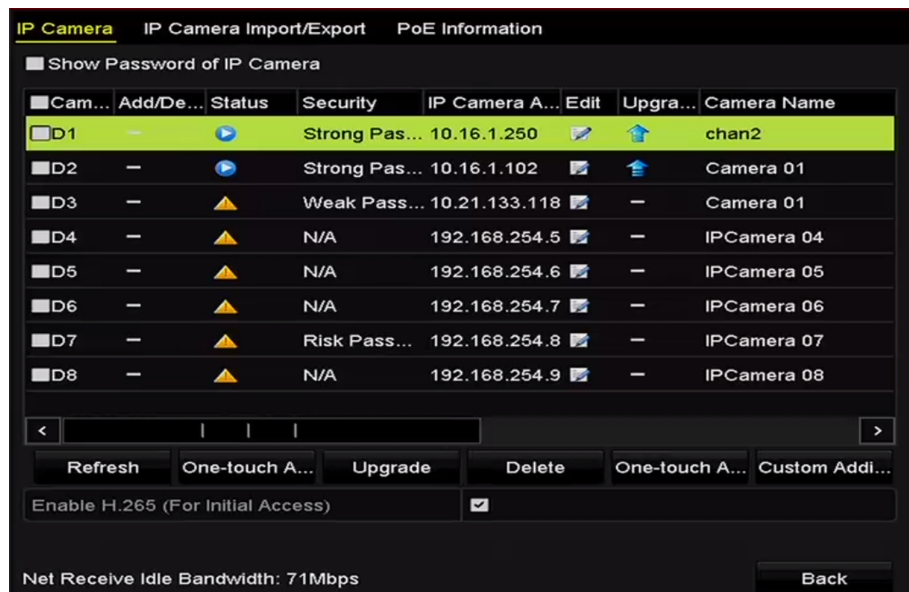 IP Camera IP Camera Import/Export PoE Information
Show Password of IP Camera
Cam... Add/De... Status Security IP Camera A... Edit Upgra... Camera Name
D1 – Strong Pas... 10.16.1.250 chan2
D2 – Strong Pas... 10.16.1.102 Camera 01
D3 – Weak Pass... 10.21.133.118 – Camera 01
D4 – N/A 192.168.254.5 – IPCamera 04
D5 – N/A 192.168.254.6 – IPCamera 05
D6 – N/A 192.168.254.7 – IPCamera 06
D7 – Risk Pass... 192.168.254.8 – IPCamera 07
D8 – N/A 192.168.254.9 – IPCamera 08
< >
Refresh One-touch A... Upgrade Delete One-touch A... Custom Addi...
Enable H.265 (For Initial Access)
Net Receive Idle Bandwidth: 71Mbps Back